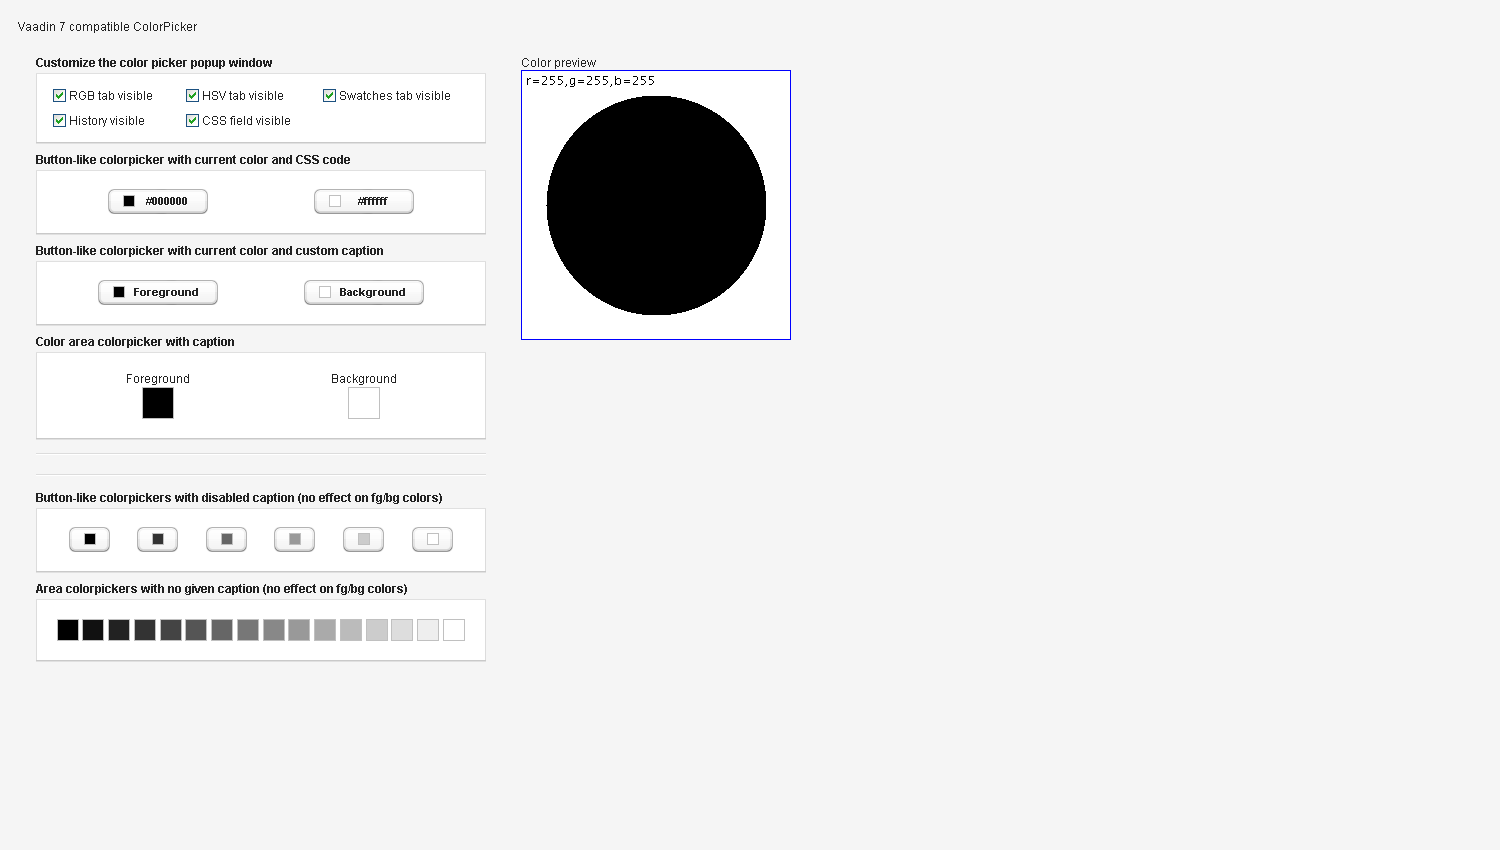 Vaadin 7 compatible ColorPicker
Customize the color picker popup window
RGB tab visible HSV tab visible Swatches tab visible
History visible CSS field visible
Button-like colorpicker with current color and CSS code
#000000 #ffffff
Button-like colorpicker with current color and custom caption
Foreground Background
Color area colorpicker with caption
Foreground Background
Button-like colorpickers with disabled caption (no effect on fg/bg colors)
Area colorpickers with no given caption (no effect on fg/bg colors)
Color preview
r=255,g=255,b=255